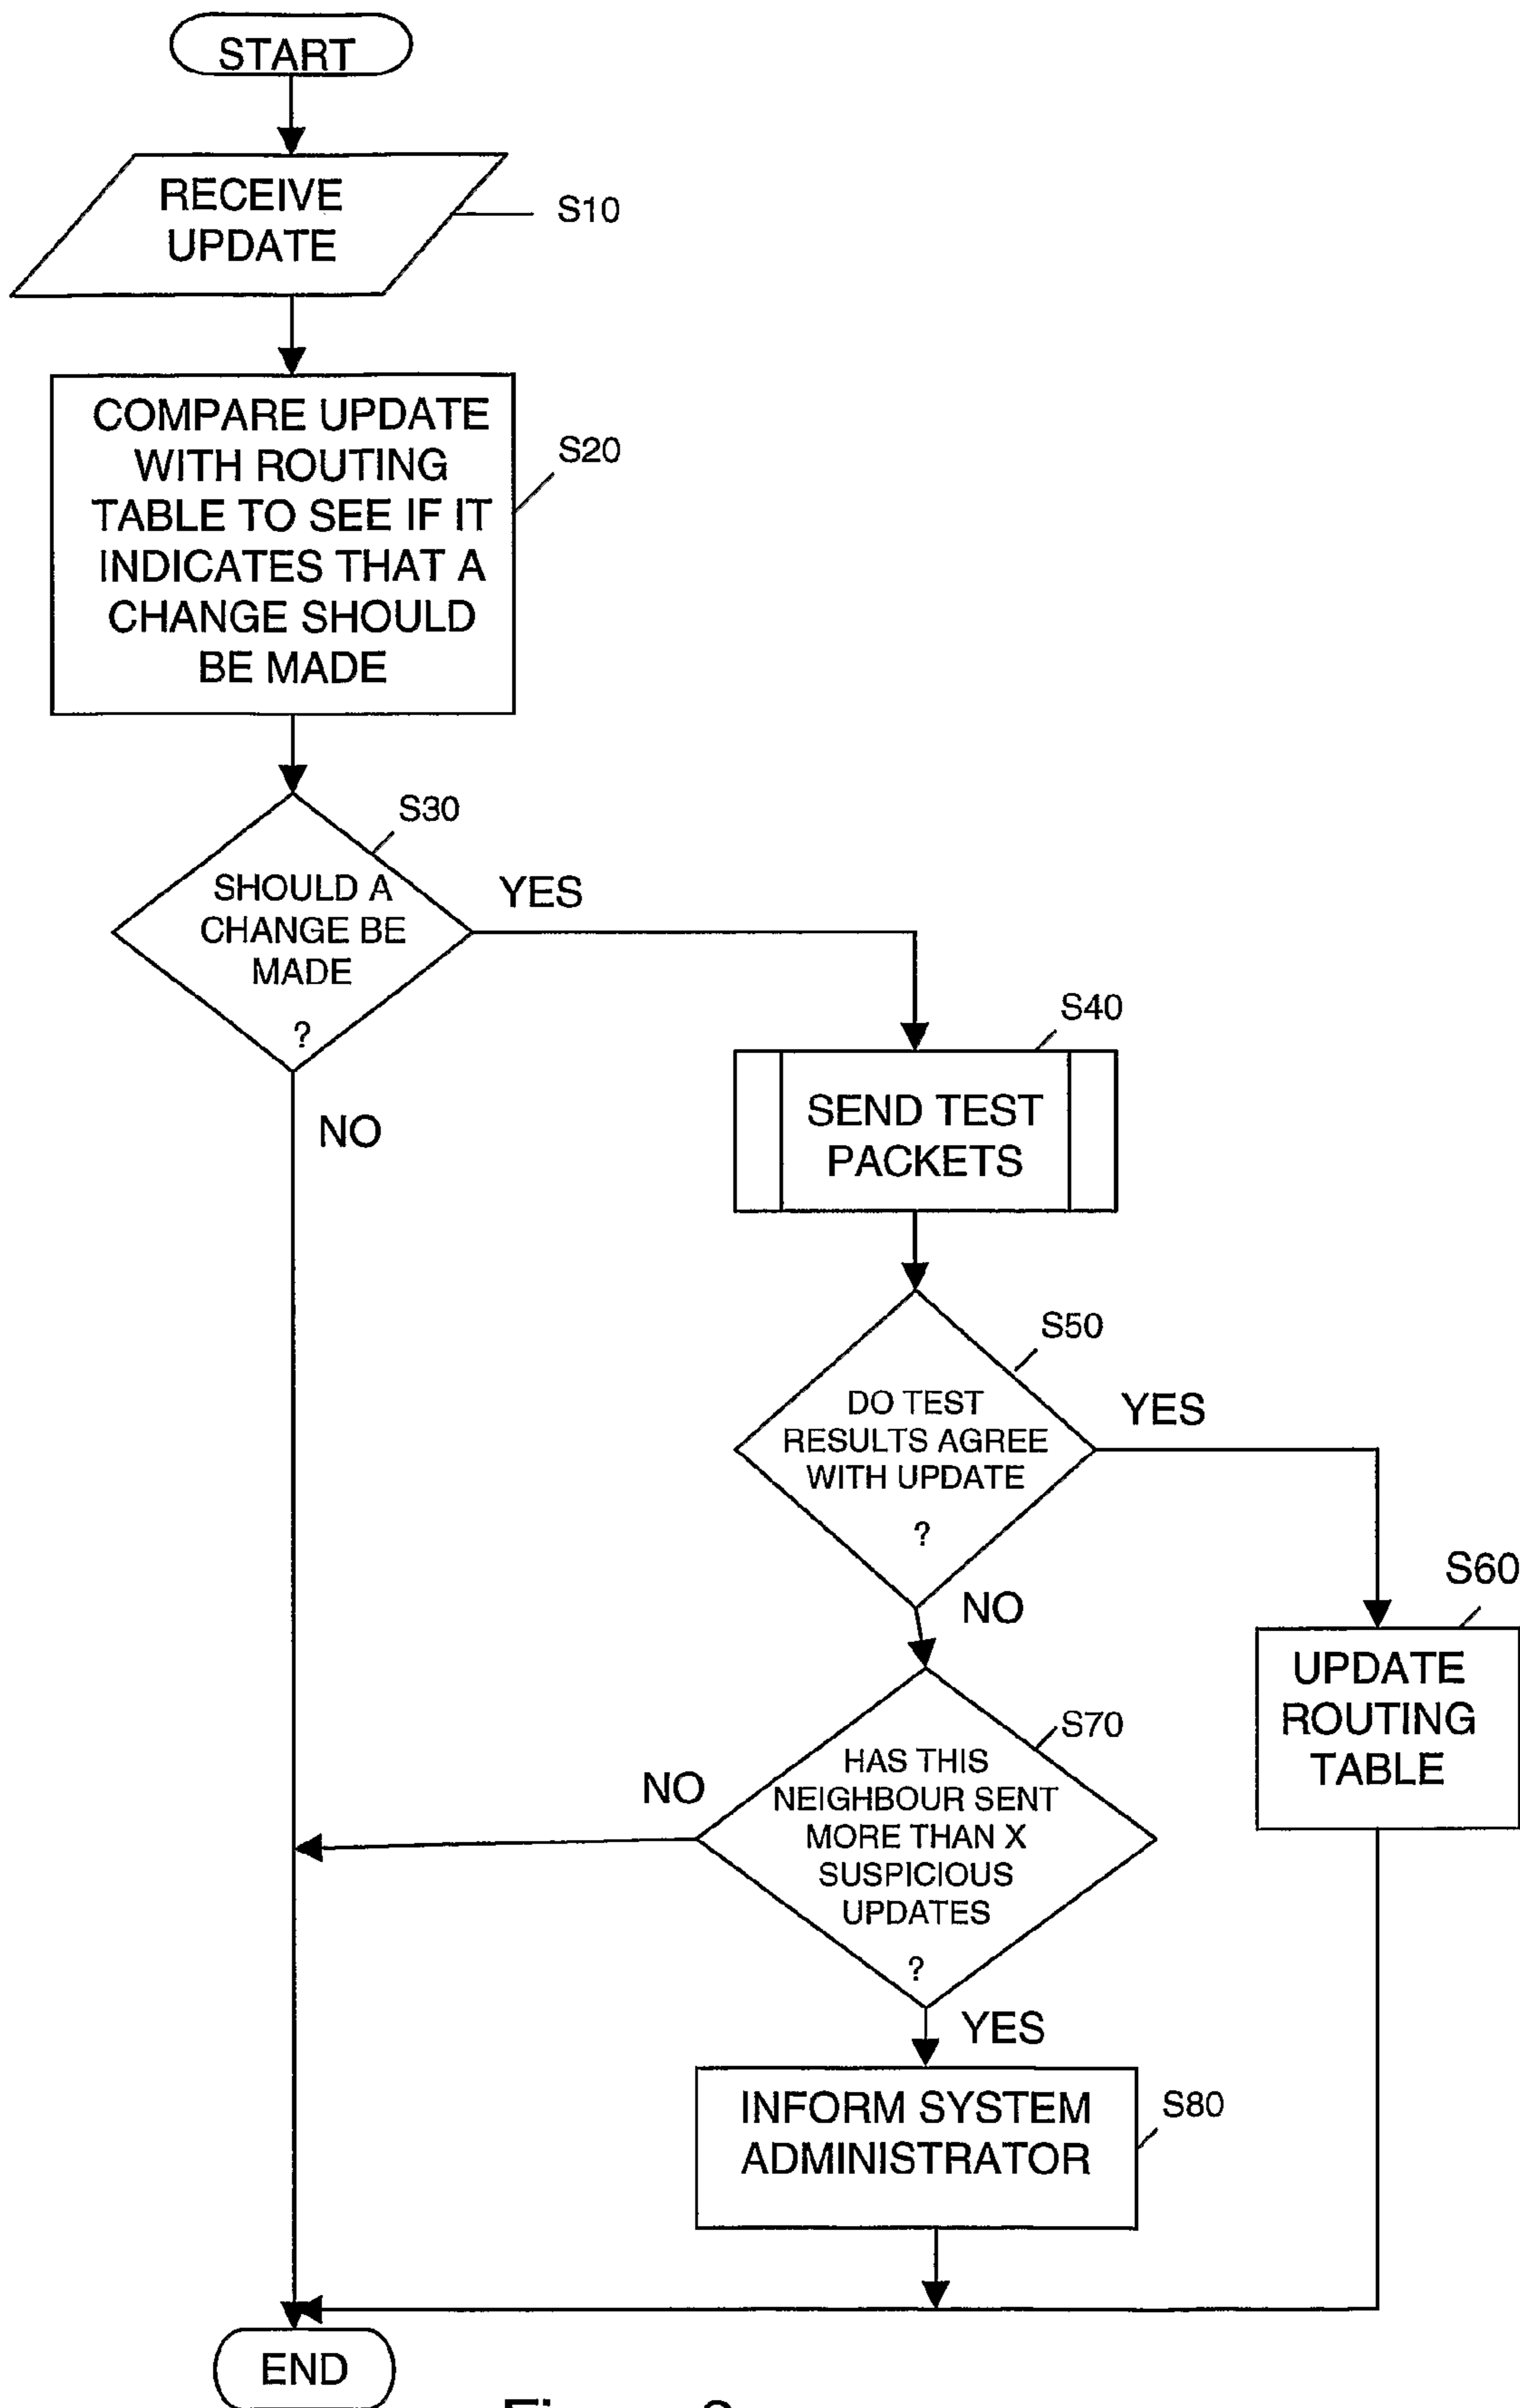 START
RECEIVE
UPDATE
S10
COMPARE UPDATE
WITH ROUTING
TABLE TO SEE IF IT
INDICATES THAT A
CHANGE SHOULD
BE MADE
S20
S30
SHOULD A
CHANGE BE
MADE
?
YES
NO
S40
SEND TEST
PACKETS
S50
DO TEST
RESULTS AGREE
WITH UPDATE
?
YES
NO
S60
UPDATE
ROUTING
TABLE
S70
HAS THIS
NEIGHBOUR SENT
MORE THAN X
SUSPICIOUS
UPDATES
?
NO
YES
INFORM SYSTEM
ADMINISTRATOR
S80
END